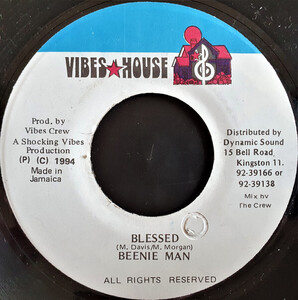 VIBES★HOUSE
Prod, by
Vibes Crew
A Shocking Vibes
Production
(P) (C) 1994
Made in
Jamaica
Distributed by
Dynamic Sound
15 Bell Road
Kingston 11.
92-39166 or
92-39138
Mix by
The Crew
BLESSED
(M. Davis/M. Morgan)
BEENIE MAN
ALL RIGHTS RESERVED